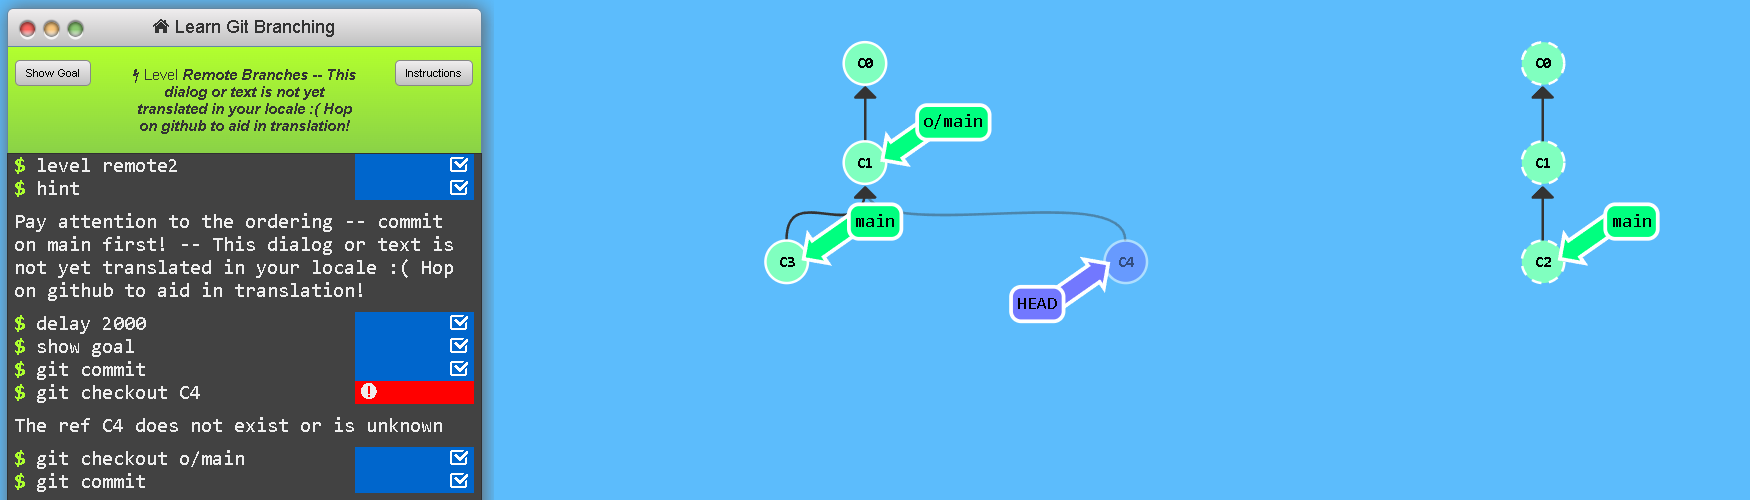 Learn Git Branching
Show Goal
Level Remote Branches -- This
dialog or text is not yet
translated in your locale :( Hop
on github to aid in translation!
Instructions
$ level remote2
$ hint
Pay attention to the ordering -- commit
on main first! -- This dialog or text is
not yet translated in your locale :( Hop
on github to aid in translation!
$ delay 2000
$ show goal
$ git commit
$ git checkout C4
The ref C4 does not exist or is unknown
$ git checkout o/main
$ git commit
C0
o/main
C1
main
C3
C4
HEAD
C0
C1
main
C2